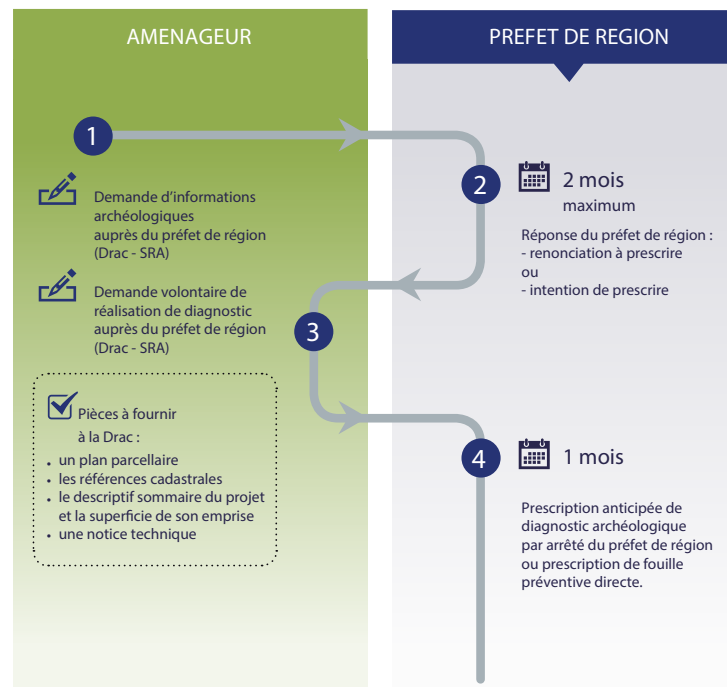 AMENAGEUR
PREFET DE REGION
1
Demande d'informations
archéologiques
auprès du préfet de région
(Drac - SRA)
2
2 mois
maximum
Réponse du préfet de région :
- renonciation à prescrire
ou
- intention de prescrire
Demande volontaire de
réalisation de diagnostic
auprès du préfet de région
(Drac - SRA)
3
Pièces à fournir
à la Drac :
• un plan parcellaire
• les références cadastrales
• le descriptif sommaire du projet
et la superficie de son emprise
• une notice technique
4
1 mois
Prescription anticipée de
diagnostic archéologique
par arrêté du préfet de région
ou prescription de fouille
préventive directe.